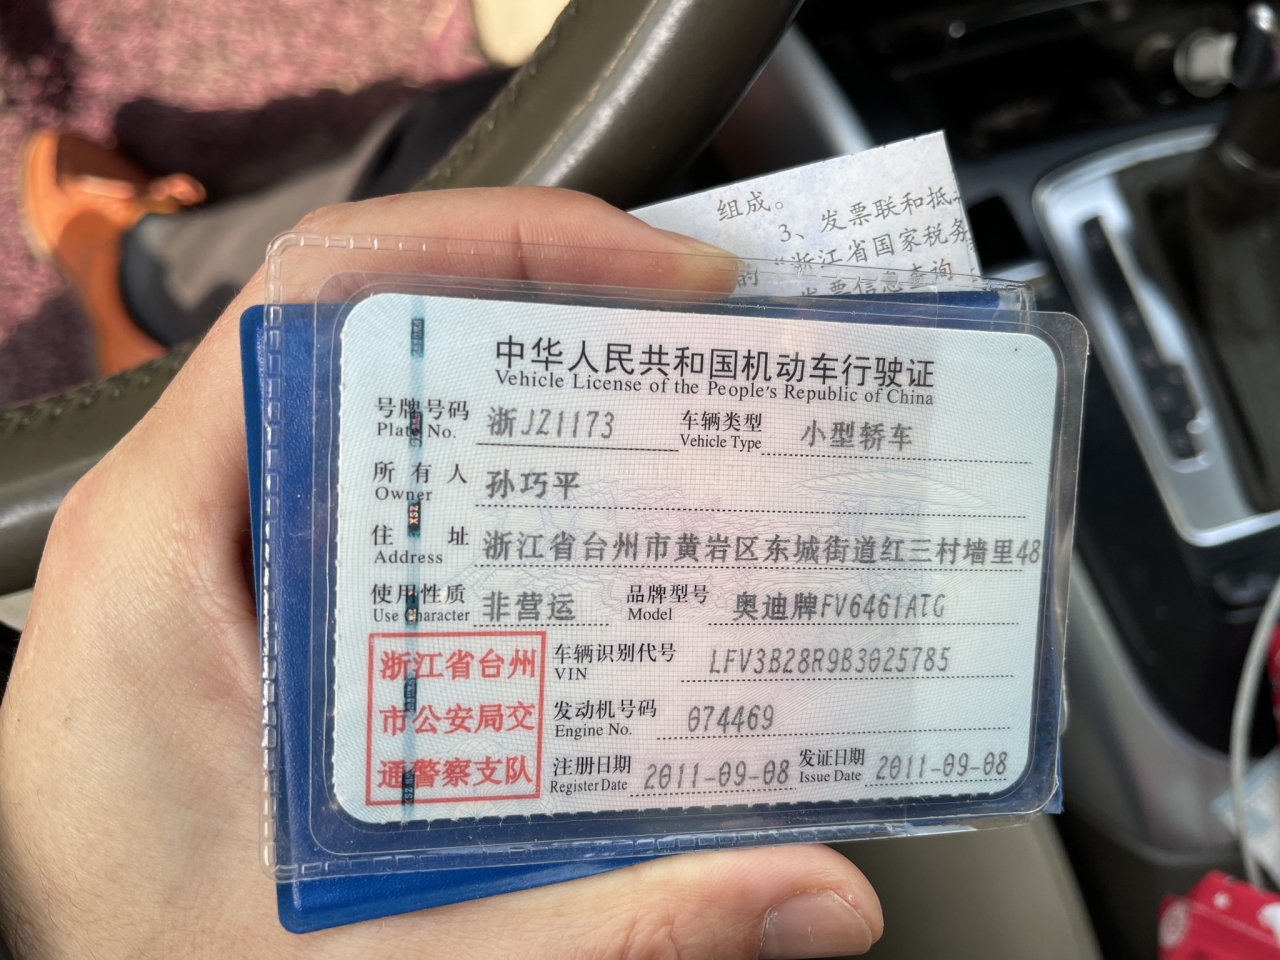 组成。
3、发票联和抵
的“浙江省国家税务
发票信息查询
中华人民共和国机动车行驶证
Vehicle License of the People's Republic of China
号牌号码 浙JZ1173 车辆类型 小型轿车
Plate No. Vehicle Type
所有人 孙巧平
Owner
住址 浙江省台州市黄岩区东城街道红三村墙里48
Address
使用性质 非营运 品牌型号 奥迪牌FV6461ATG
Use Character Model
浙江省台州
市公安局交
通警察支队
车辆识别代号 LFV3B28R9B3025785
VIN
发动机号码 074469
Engine No.
注册日期 2011-09-08 发证日期 2011-09-08
Register Date Issue Date